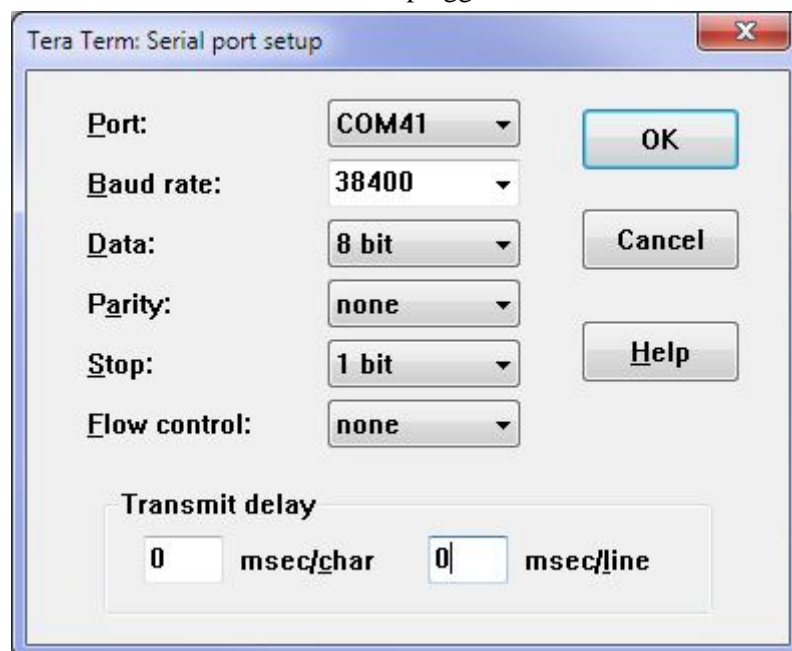 Tera Term: Serial port setup
Port: COM41 OK
Baud rate: 38400
Data: 8 bit Cancel
Parity: none
Stop: 1 bit Help
Flow control: none
Transmit delay
0 msec/char 0 msec/line